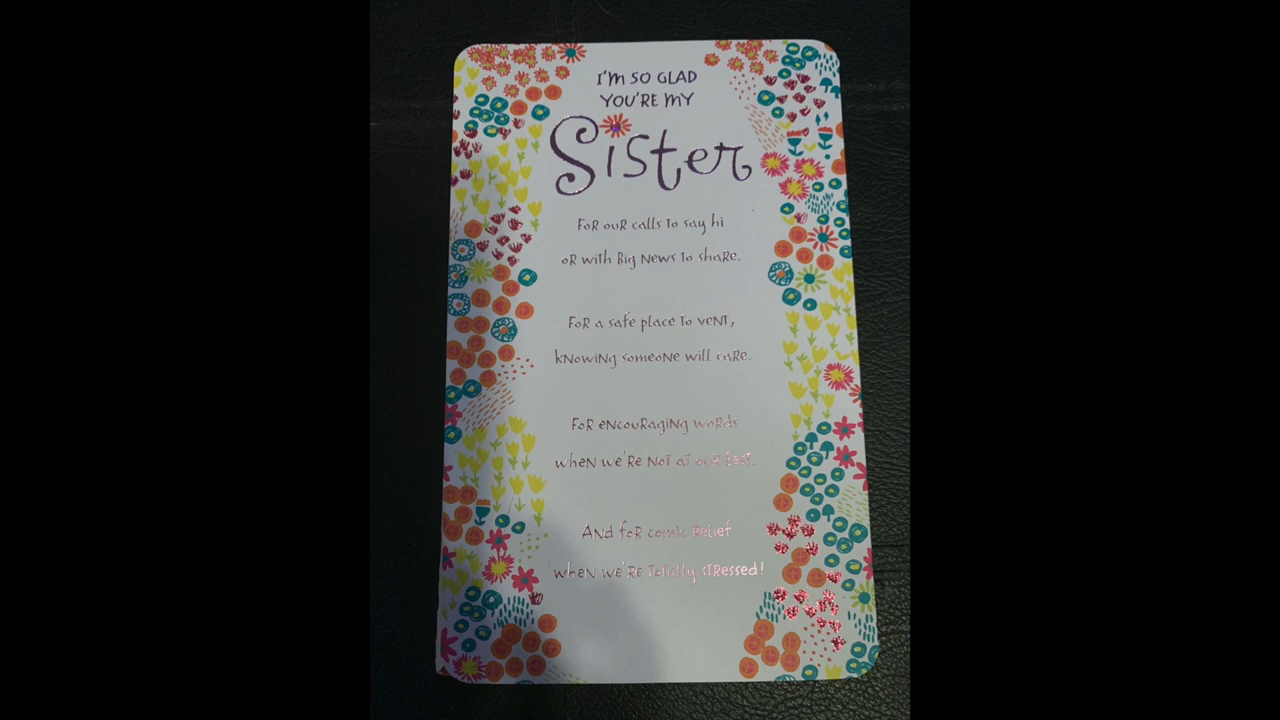 I'M SO GLAD
YOU'RE MY
Sister
FOR OUR calls to say hi
OR with Big News to share.
FOR a safe place to vent,
knowing someone will care.
FOR encouraging words
when we're not at our best.
And for comic relief
when we're totally stressed!